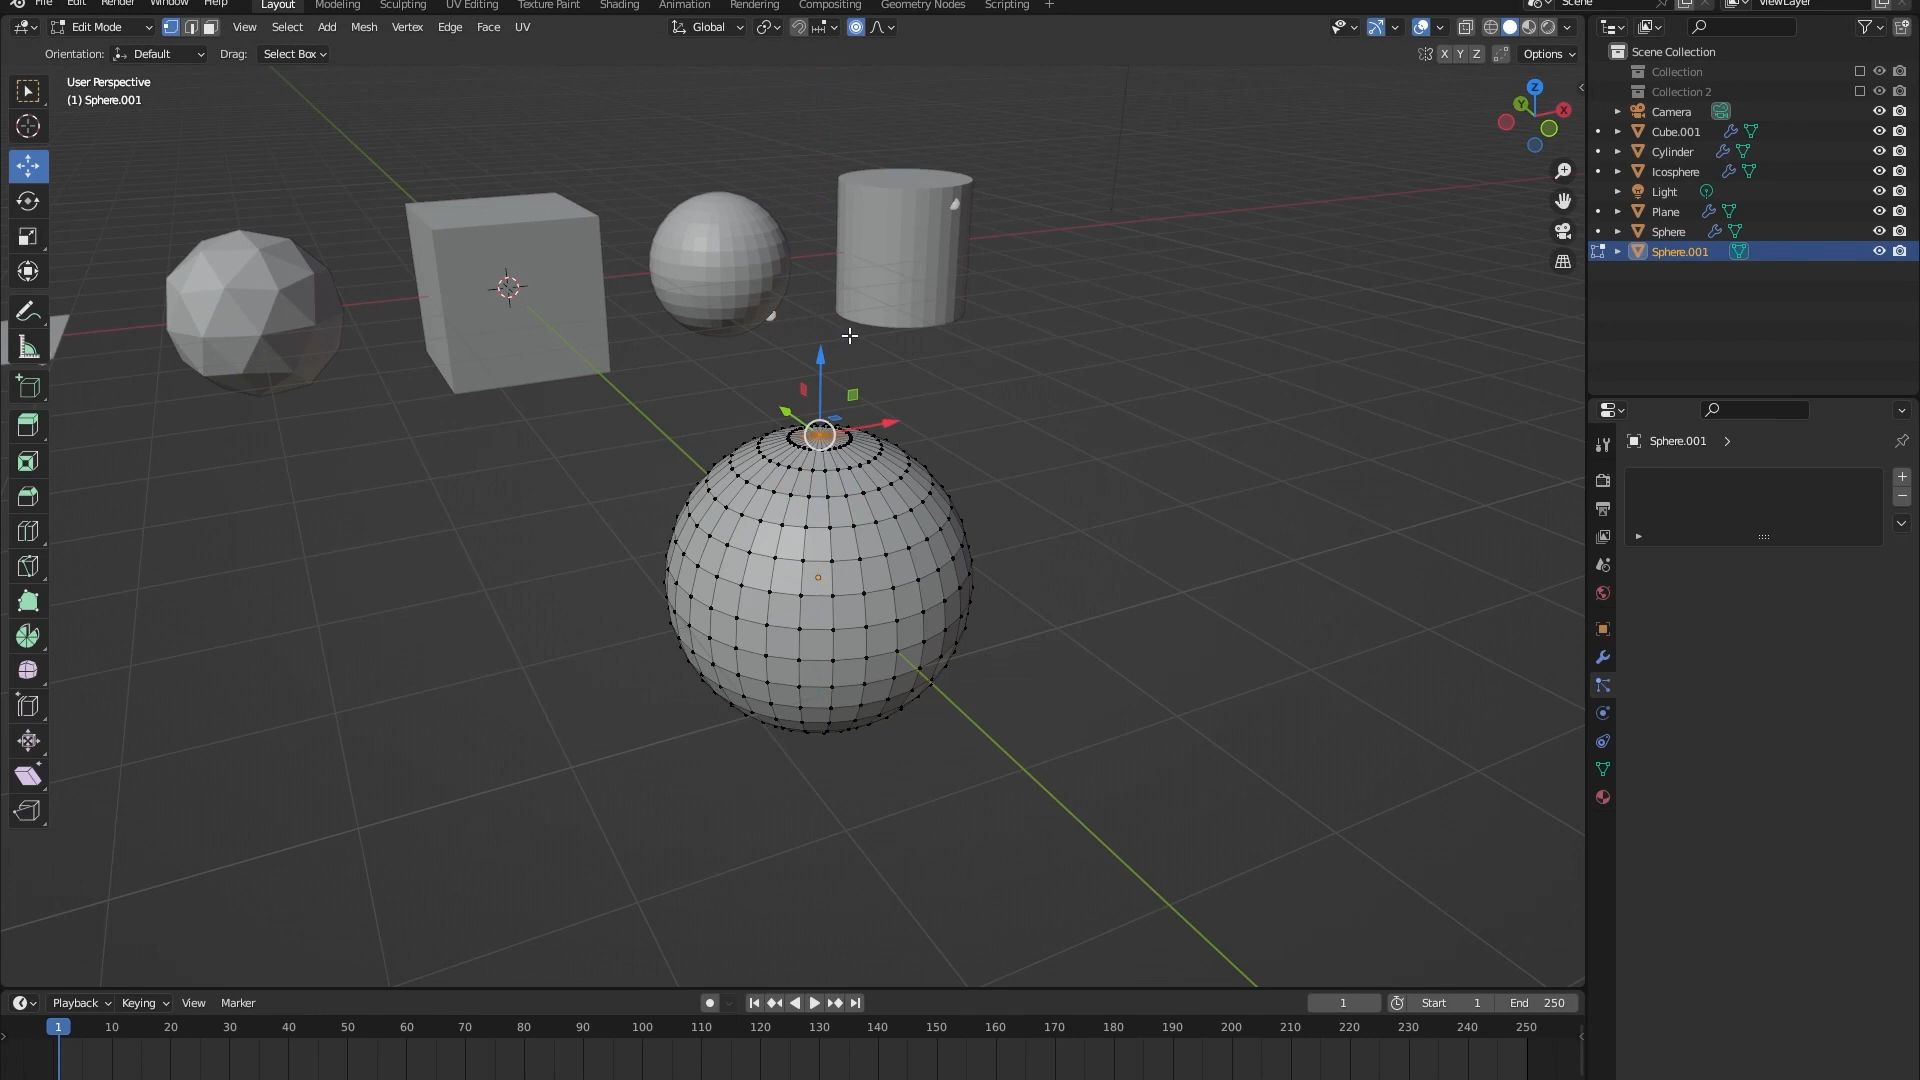 File Edit Render Window Help Layout Modeling Sculpting UV Editing Texture Paint Shading Animation Rendering Compositing Geometry Nodes Scripting + Scene ViewLayer
Edit Mode View Select Add Mesh Vertex Edge Face UV Global
Orientation: Default Drag: Select Box X Y Z Options
User Perspective
(1) Sphere.001
Z
Y
X
Scene Collection
Collection
Collection 2
Camera
Cube.001
Cylinder
Icosphere
Light
Plane
Sphere
Sphere.001
Sphere.001
Playback Keying View Marker 1 Start 1 End 250
1 10 20 30 40 50 60 70 80 90 100 110 120 130 140 150 160 170 180 190 200 210 220 230 240 250